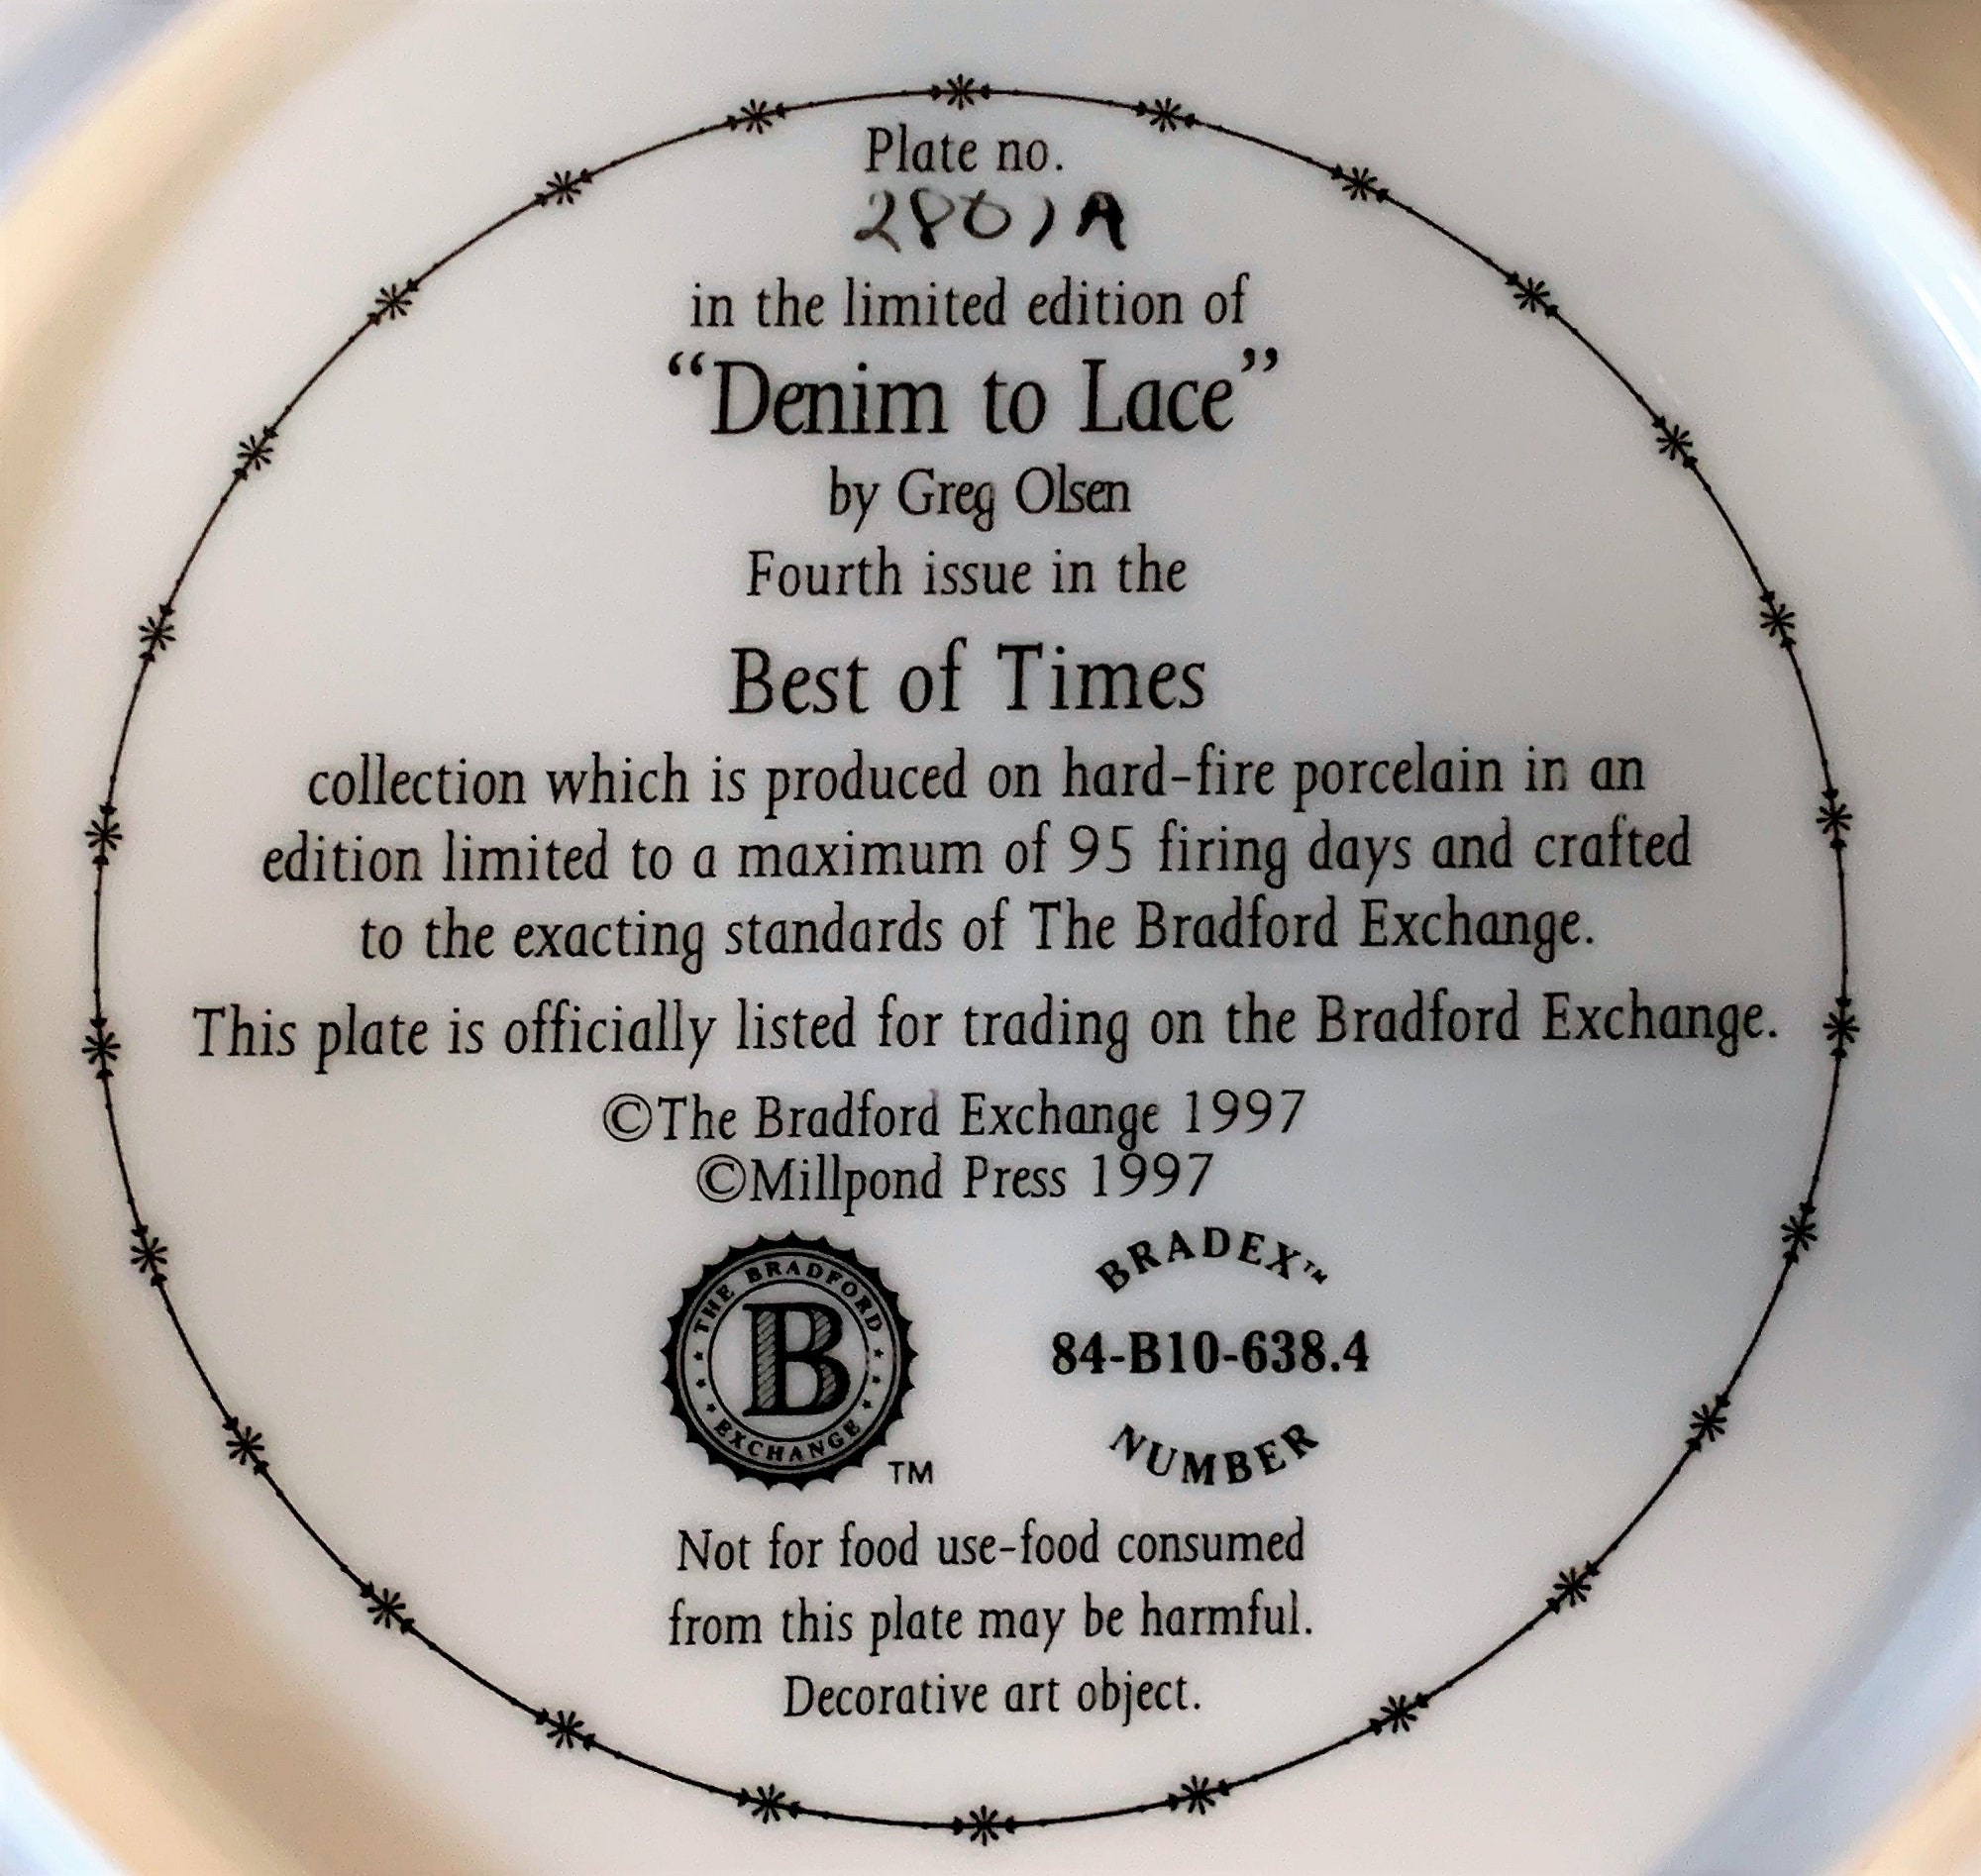 Plate no.
2801A
in the limited edition of
“Denim to Lace”
by Greg Olsen
Fourth issue in the
Best of Times
collection which is produced on hard-fire porcelain in an
edition limited to a maximum of 95 firing days and crafted
to the exacting standards of The Bradford Exchange.
This plate is officially listed for trading on the Bradford Exchange.
©The Bradford Exchange 1997
©Millpond Press 1997
THE BRADFORD
B
EXCHANGE
TM
BRADEX™
84-B10-638.4
NUMBER
Not for food use-food consumed
from this plate may be harmful.
Decorative art object.